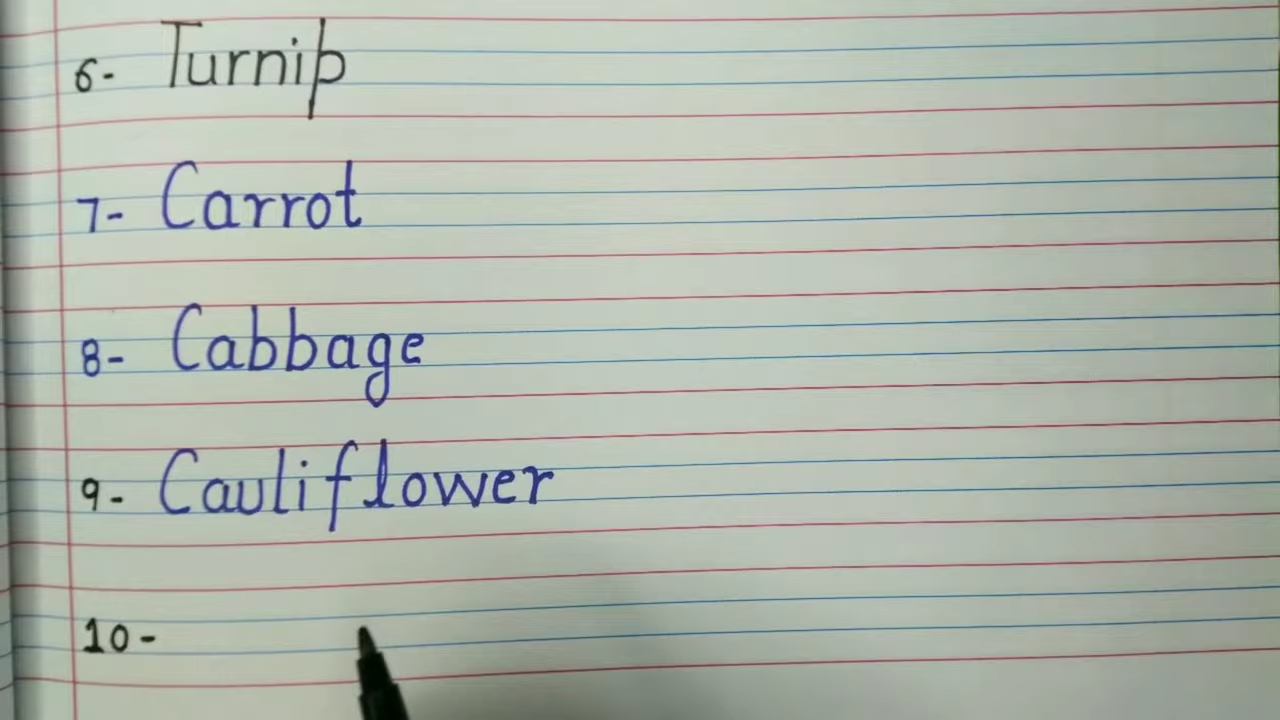 6- Turnip
7- Carrot
8- Cabbage
9- Cauliflower
10-